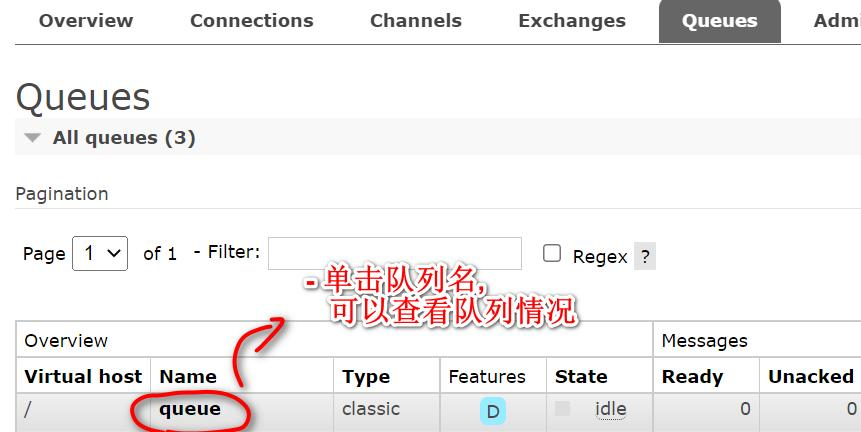 Overview Connections Channels Exchanges Queues
Queues
All queues (3)
Pagination
Page 1 of 1 - Filter: Regex ?
- 单击队列名,
可以查看队列情况
Overview Messages
Virtual host Name Type Features State Ready Unacked
/ queue classic D idle 0 0